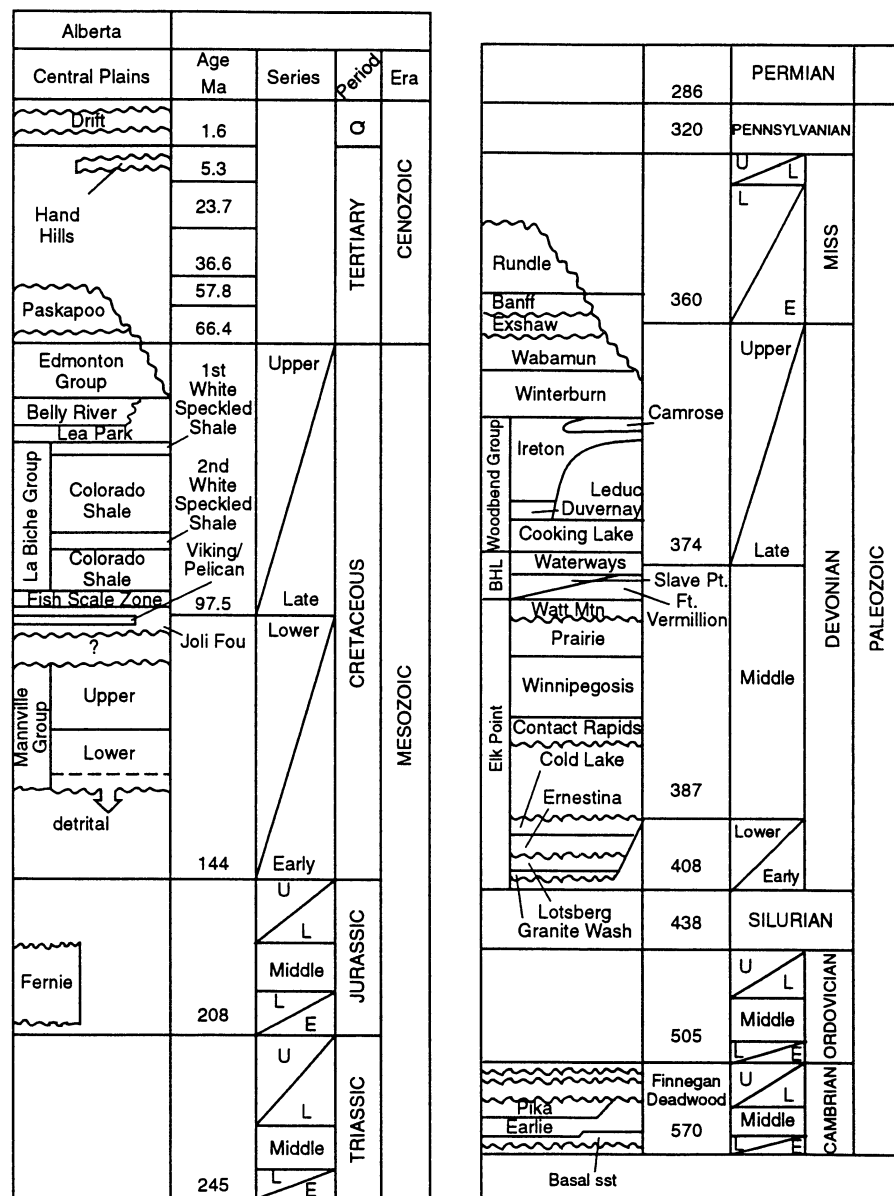 Alberta
Central Plains
Age
Ma
Series
Period
Era
Drift
1.6
Q
5.3
Hand
Hills
23.7
36.6
57.8
Paskapoo
66.4
TERTIARY
CENOZOIC
Edmonton
Group
1st
White
Speckled
Shale
Upper
Belly River
Lea Park
La Biche Group
Colorado
Shale
2nd
White
Speckled
Shale
Colorado
Shale
Viking/
Pelican
Fish Scale Zone
97.5
Late
Lower
Joli Fou
?
CRETACEOUS
MESOZOIC
Mannville
Group
Upper
Lower
detrital
144
Early
U
L
Middle
Fernie
208
L
E
JURASSIC
U
L
Middle
245
L
E
TRIASSIC
286
PERMIAN
320
PENNSYLVANIAN
U
L
L
Rundle
MISS
Banff
360
E
Exshaw
Wabamun
Upper
Winterburn
Camrose
Woodbend Group
Ireton
Leduc
Duvernay
Cooking Lake
374
Late
BHL
Waterways
Slave Pt.
Ft.
Vermillion
Watt Mtn
Prairie
DEVONIAN
PALEOZOIC
Elk Point
Winnipegosis
Middle
Contact Rapids
Cold Lake
Ernestina
387
Lower
408
Early
Lotsberg
Granite Wash
438
SILURIAN
U
L
Middle
505
L
E
ORDOVICIAN
Finnegan
Deadwood
U
L
Pika
Earlie
570
Middle
L
E
CAMBRIAN
Basal sst